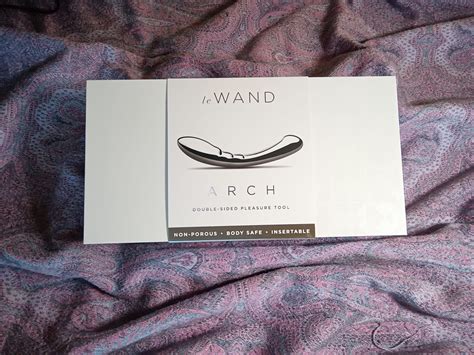 le WAND
ARCH
DOUBLE-SIDED PLEASURE TOOL
NON-POROUS • BODY SAFE • INSERTABLE